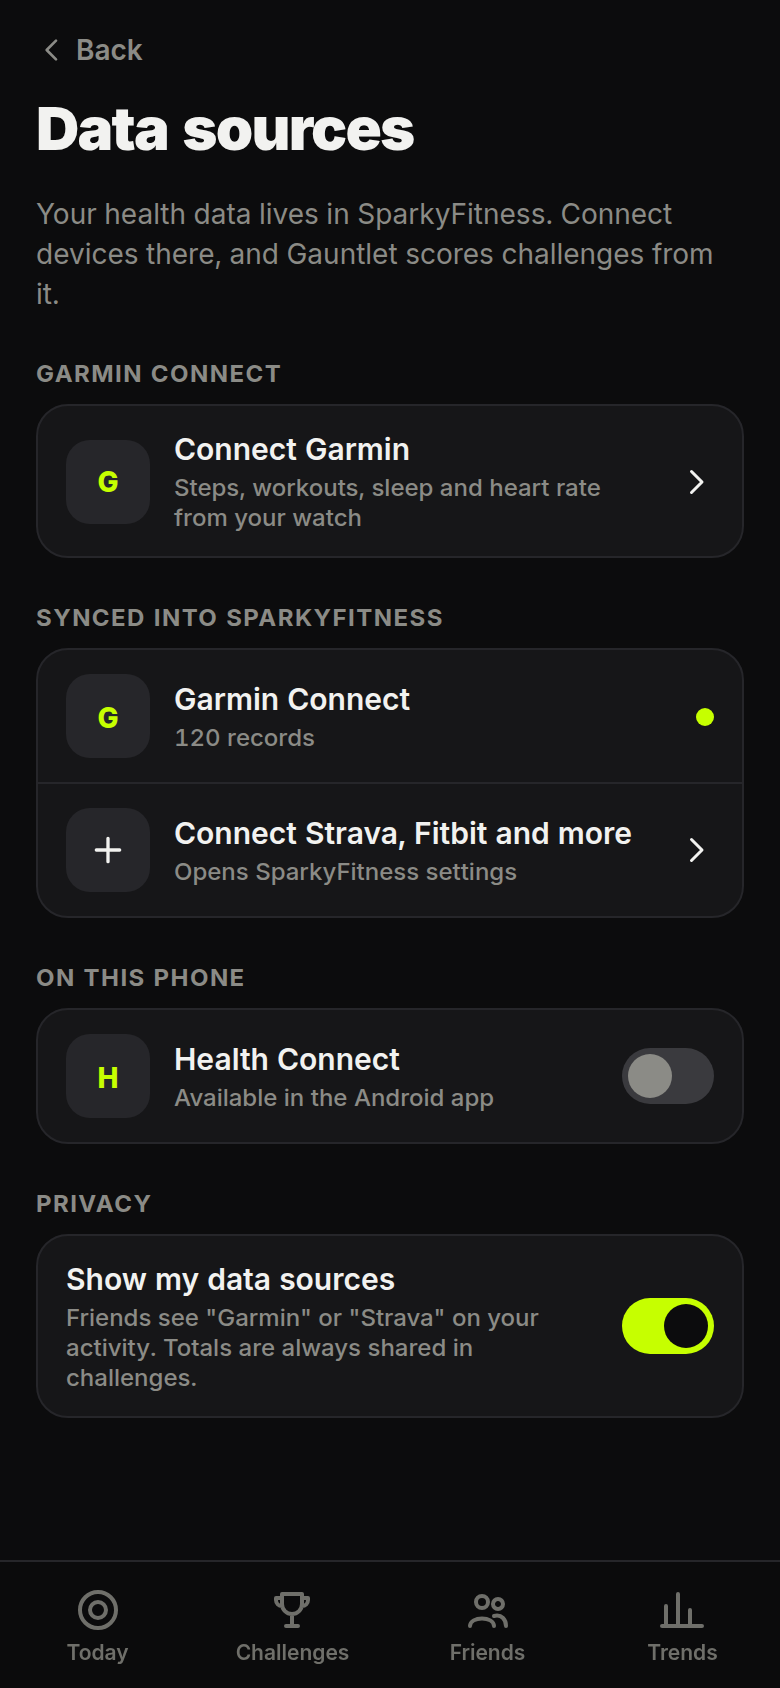 Back
Data sources
Your health data lives in SparkyFitness. Connect
devices there, and Gauntlet scores challenges from
it.
GARMIN CONNECT
G
Connect Garmin
Steps, workouts, sleep and heart rate
from your watch
SYNCED INTO SPARKYFITNESS
G
Garmin Connect
120 records
Connect Strava, Fitbit and more
Opens SparkyFitness settings
ON THIS PHONE
H
Health Connect
Available in the Android app
PRIVACY
Show my data sources
Friends see "Garmin" or "Strava" on your
activity. Totals are always shared in
challenges.
Today
Challenges
Friends
Trends